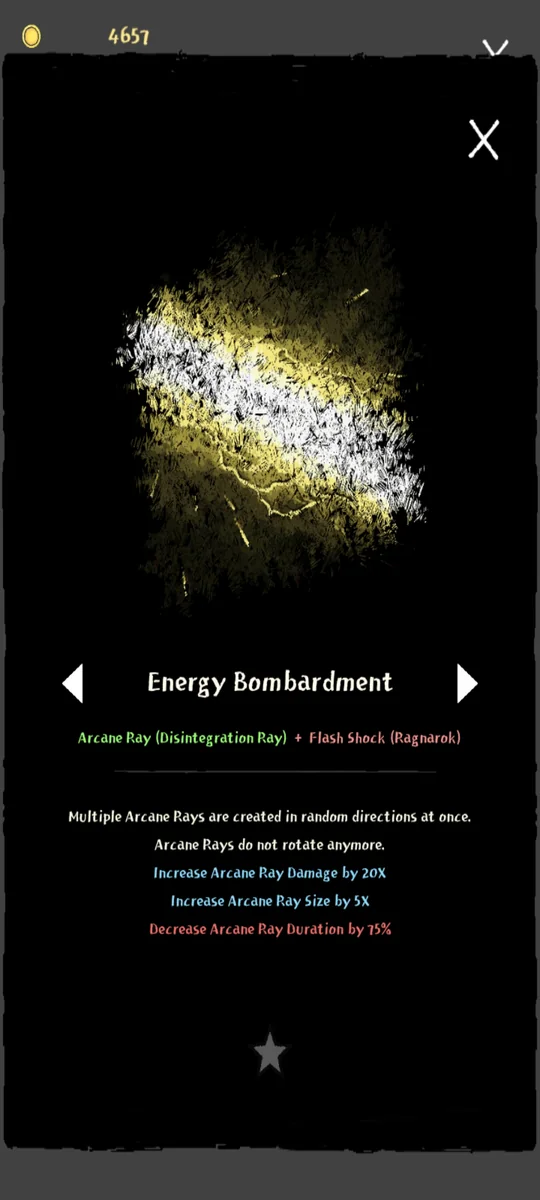 4657
X
Energy Bombardment
Arcane Ray (Disintegration Ray) + Flash Shock (Ragnarok)
Multiple Arcane Rays are created in random directions at once.
Arcane Rays do not rotate anymore.
Increase Arcane Ray Damage by 20X
Increase Arcane Ray Size by 5X
Decrease Arcane Ray Duration by 75%